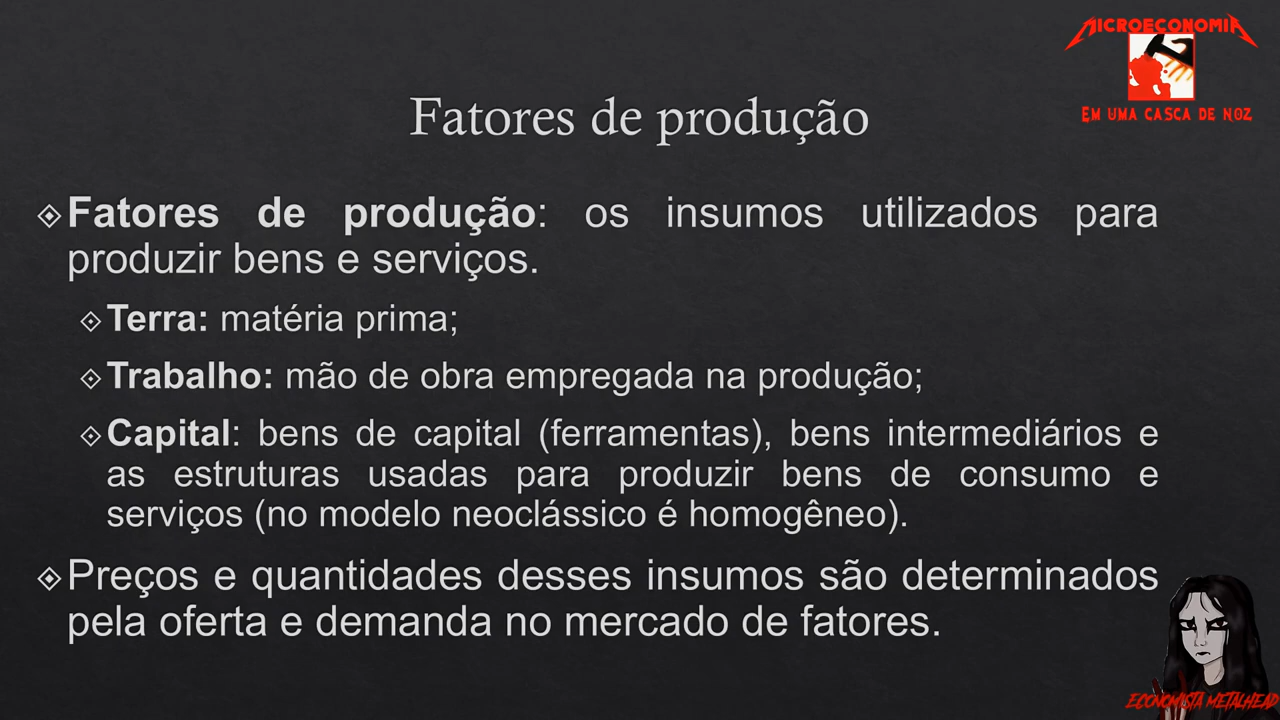 MICROECONOMIA
EM UMA CASCA DE NOZ
Fatores de produção
Fatores de produção: os insumos utilizados para
produzir bens e serviços.
Terra: matéria prima;
Trabalho: mão de obra empregada na produção;
Capital: bens de capital (ferramentas), bens intermediários e
as estruturas usadas para produzir bens de consumo e
serviços (no modelo neoclássico é homogêneo).
Preços e quantidades desses insumos são determinados
pela oferta e demanda no mercado de fatores.
ECONOMISTA METALHEAD